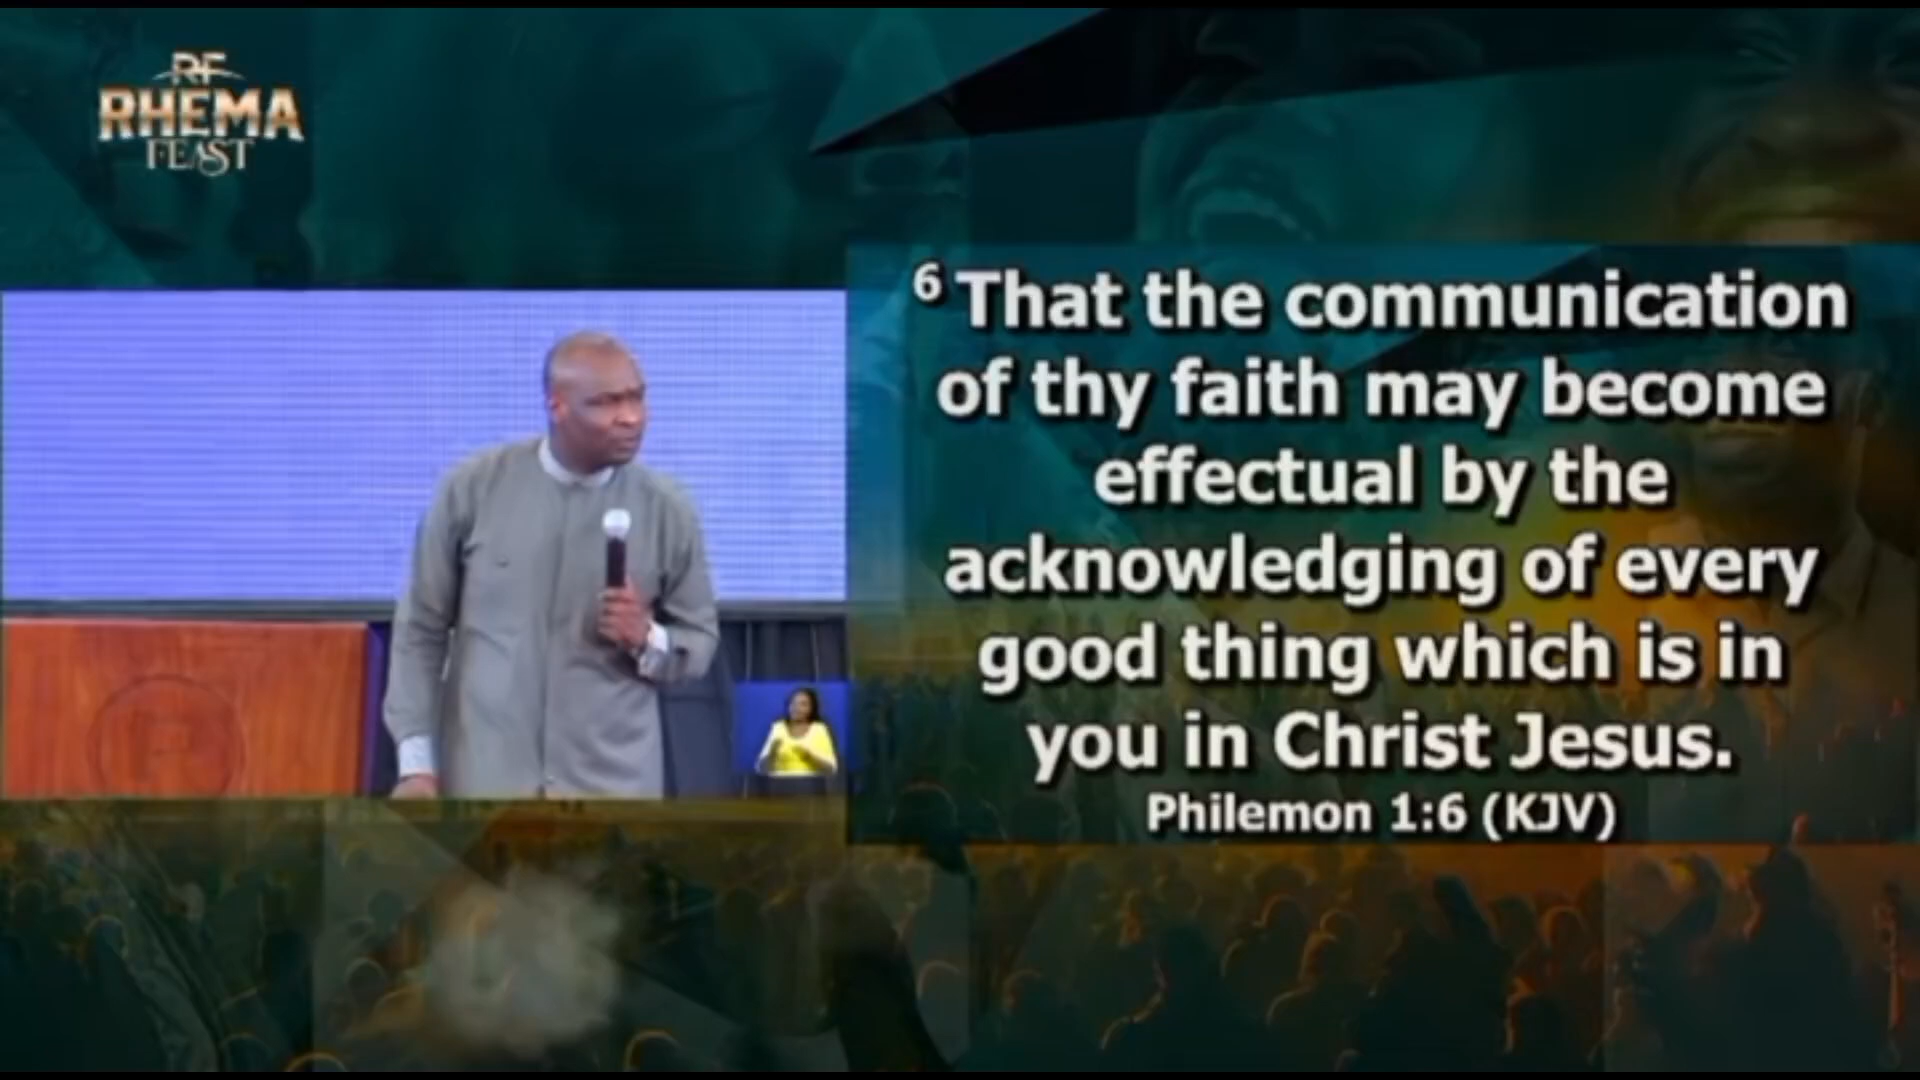 RF
RHEMA
FEAST
6 That the communication
of thy faith may become
effectual by the
acknowledging of every
good thing which is in
you in Christ Jesus.
Philemon 1:6 (KJV)